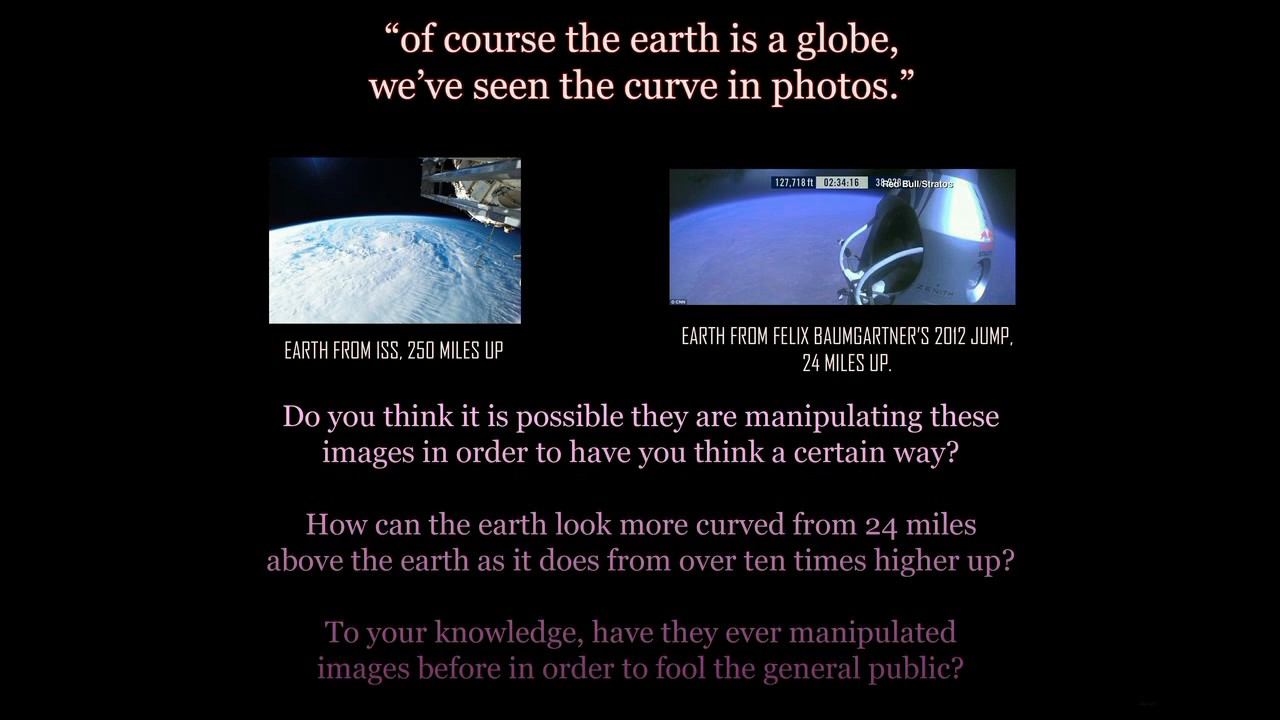 “of course the earth is a globe,
we’ve seen the curve in photos.”
127,718 ft 02:34:16 Red Bull Stratos
ZENITH
© CNN
EARTH FROM ISS, 250 MILES UP
EARTH FROM FELIX BAUMGARTNER’S 2012 JUMP,
24 MILES UP.
Do you think it is possible they are manipulating these
images in order to have you think a certain way?
How can the earth look more curved from 24 miles
above the earth as it does from over ten times higher up?
To your knowledge, have they ever manipulated
images before in order to fool the general public?